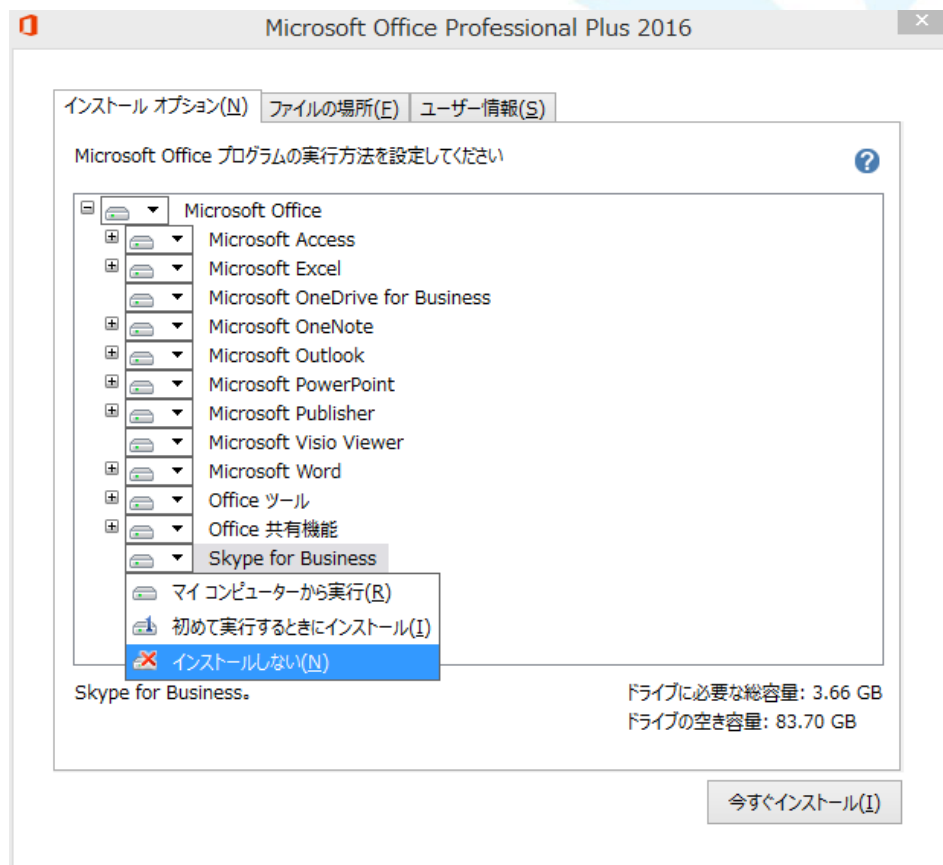 Microsoft Office Professional Plus 2016
インストール オプション(N) ファイルの場所(F) ユーザー情報(S)
Microsoft Office プログラムの実行方法を設定してください
Microsoft Office
Microsoft Access
Microsoft Excel
Microsoft OneDrive for Business
Microsoft OneNote
Microsoft Outlook
Microsoft PowerPoint
Microsoft Publisher
Microsoft Visio Viewer
Microsoft Word
Office ツール
Office 共有機能
Skype for Business
マイ コンピューターから実行(R)
初めて実行するときにインストール(I)
インストールしない(N)
Skype for Business。
ドライブに必要な総容量: 3.66 GB
ドライブの空き容量: 83.70 GB
今すぐインストール(I)